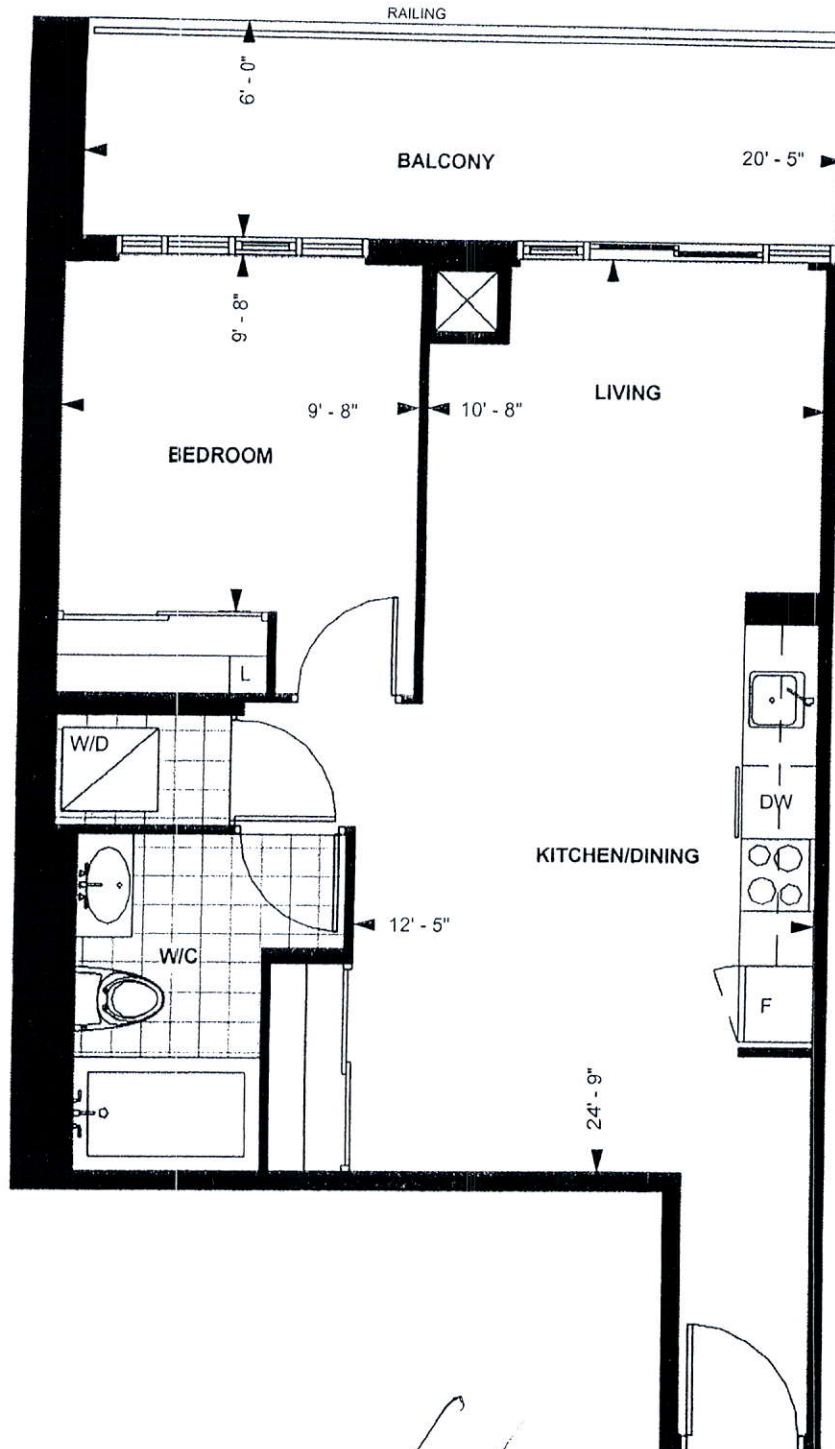 RAILING
6' - 0"
BALCONY
20' - 5"
9' - 8"
LIVING
9' - 8"
10' - 8"
BEDROOM
L
W/D
DW
KITCHEN/DINING
12' - 5"
W/C
F
24' - 9"